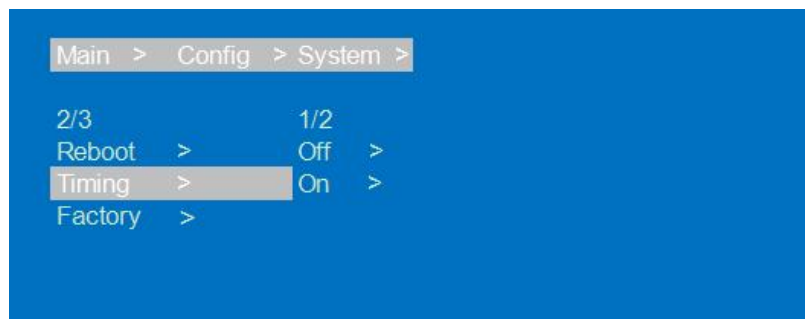 Main > Config > System >
2/3 1/2
Reboot > Off >
Timing > On >
Factory >